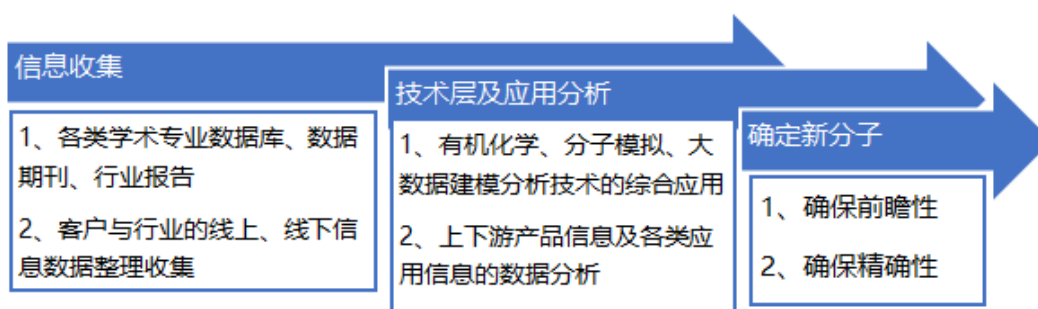 信息收集
1、各类学术专业数据库、数据
期刊、行业报告
2、客户与行业的线上、线下信
息数据整理收集
技术层及应用分析
1、有机化学、分子模拟、大
数据建模分析技术的综合应用
2、上下游产品信息及各类应
用信息的数据分析
确定新分子
1、确保前瞻性
2、确保精确性